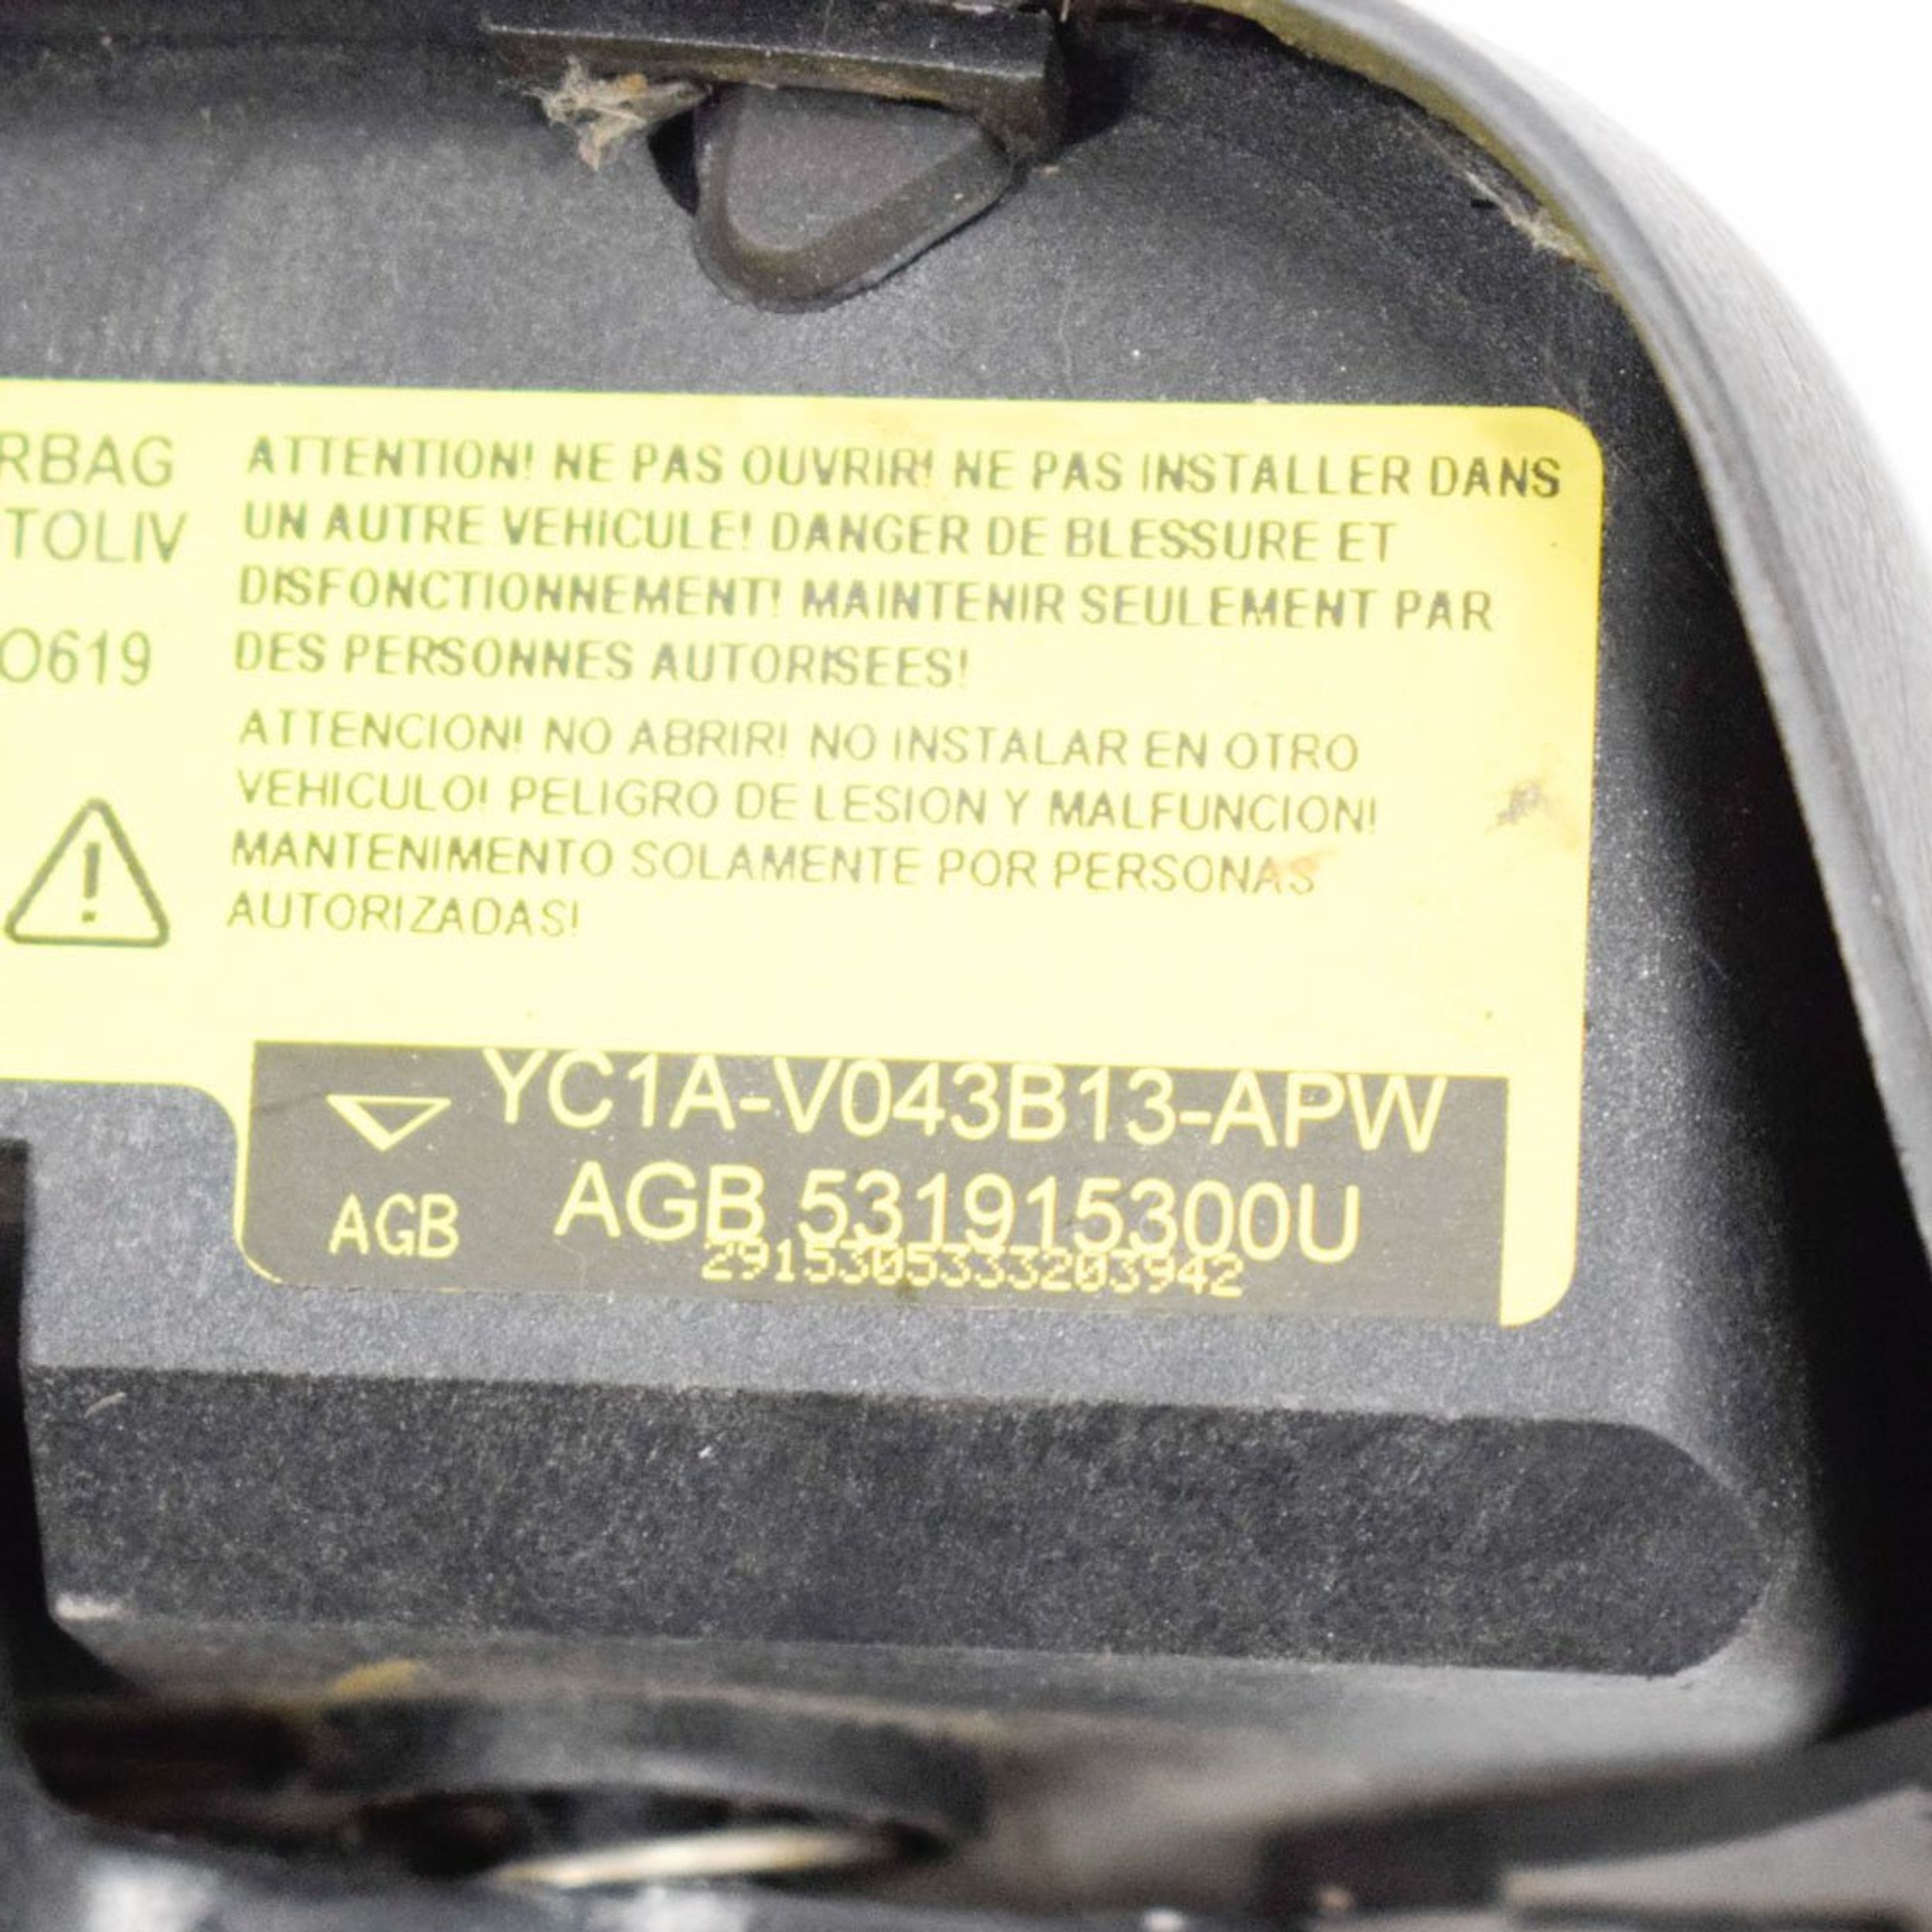 RBAG
TOLIV
O619
ATTENTION! NE PAS OUVRIR! NE PAS INSTALLER DANS
UN AUTRE VEHICULE! DANGER DE BLESSURE ET
DISFONCTIONNEMENT! MAINTENIR SEULEMENT PAR
DES PERSONNES AUTORISEES!
ATTENCION! NO ABRIR! NO INSTALAR EN OTRO
VEHICULO! PELIGRO DE LESION Y MALFUNCION!
MANTENIMENTO SOLAMENTE POR PERSONAS
AUTORIZADAS!
YC1A-V043B13-APW
AGB
AGB 531915300U
2915305333203942